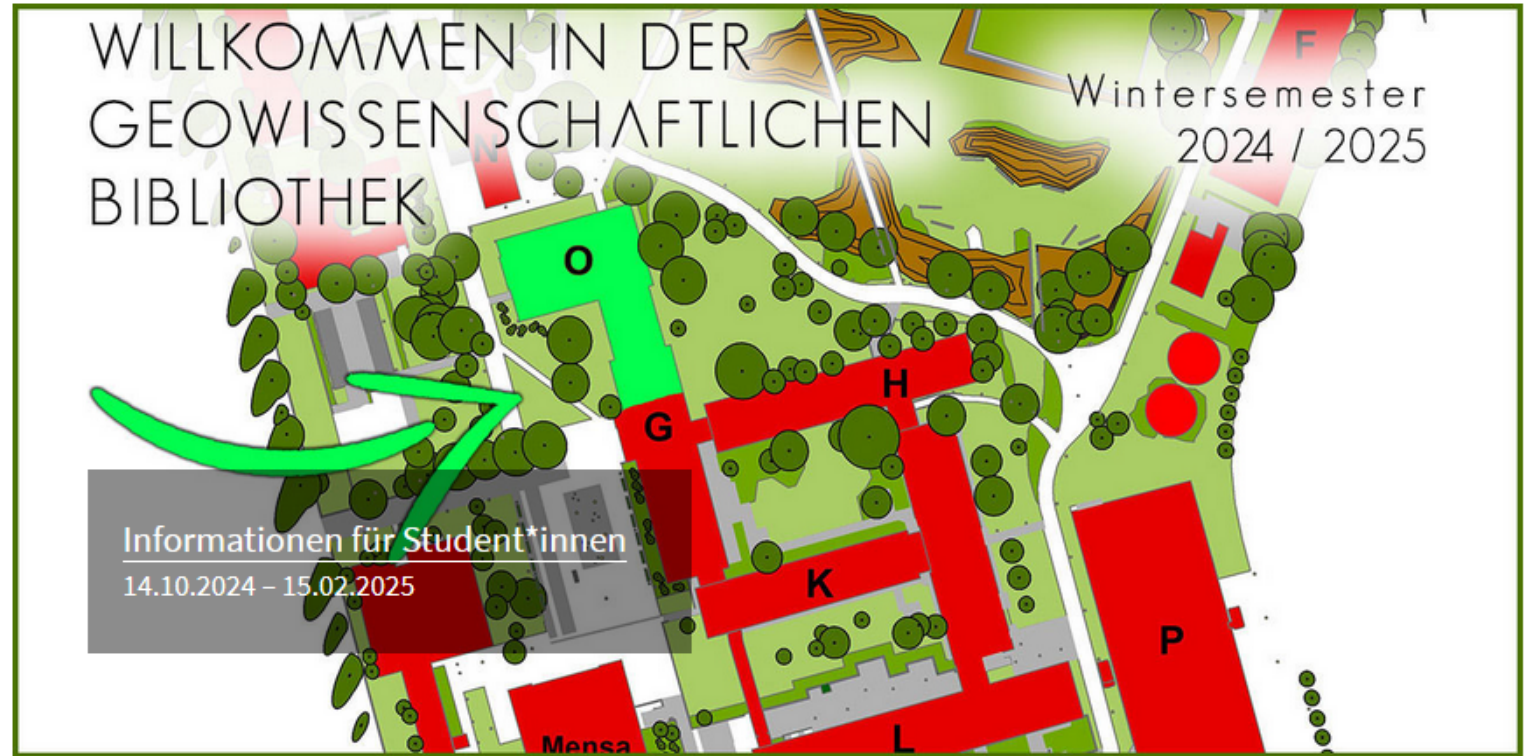 WILLKOMMEN IN DER
GEOWISSENSCHAFTLICHEN
BIBLIOTHEK
Wintersemester
2024 / 2025
F
N
O
H
G
Informationen für Student*innen
14.10.2024 – 15.02.2025
K
P
L
Mensa